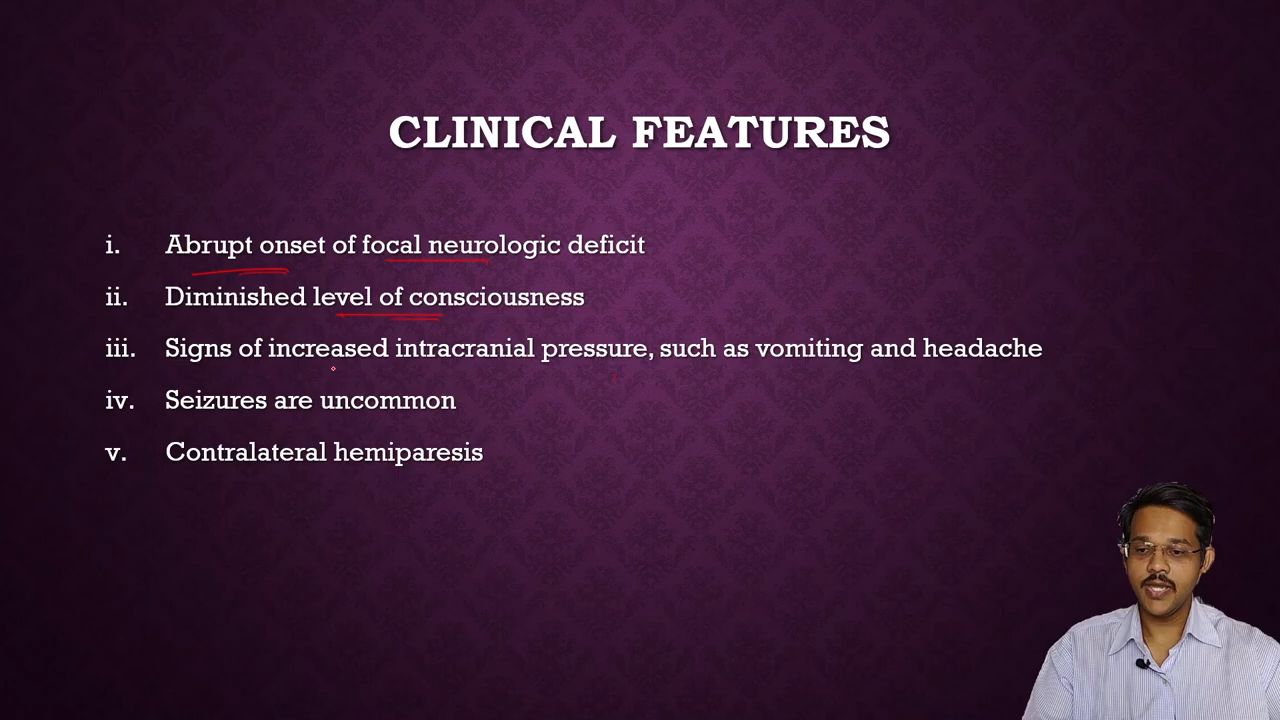 CLINICAL FEATURES
i. Abrupt onset of focal neurologic deficit
ii. Diminished level of consciousness
iii. Signs of increased intracranial pressure, such as vomiting and headache
iv. Seizures are uncommon
v. Contralateral hemiparesis